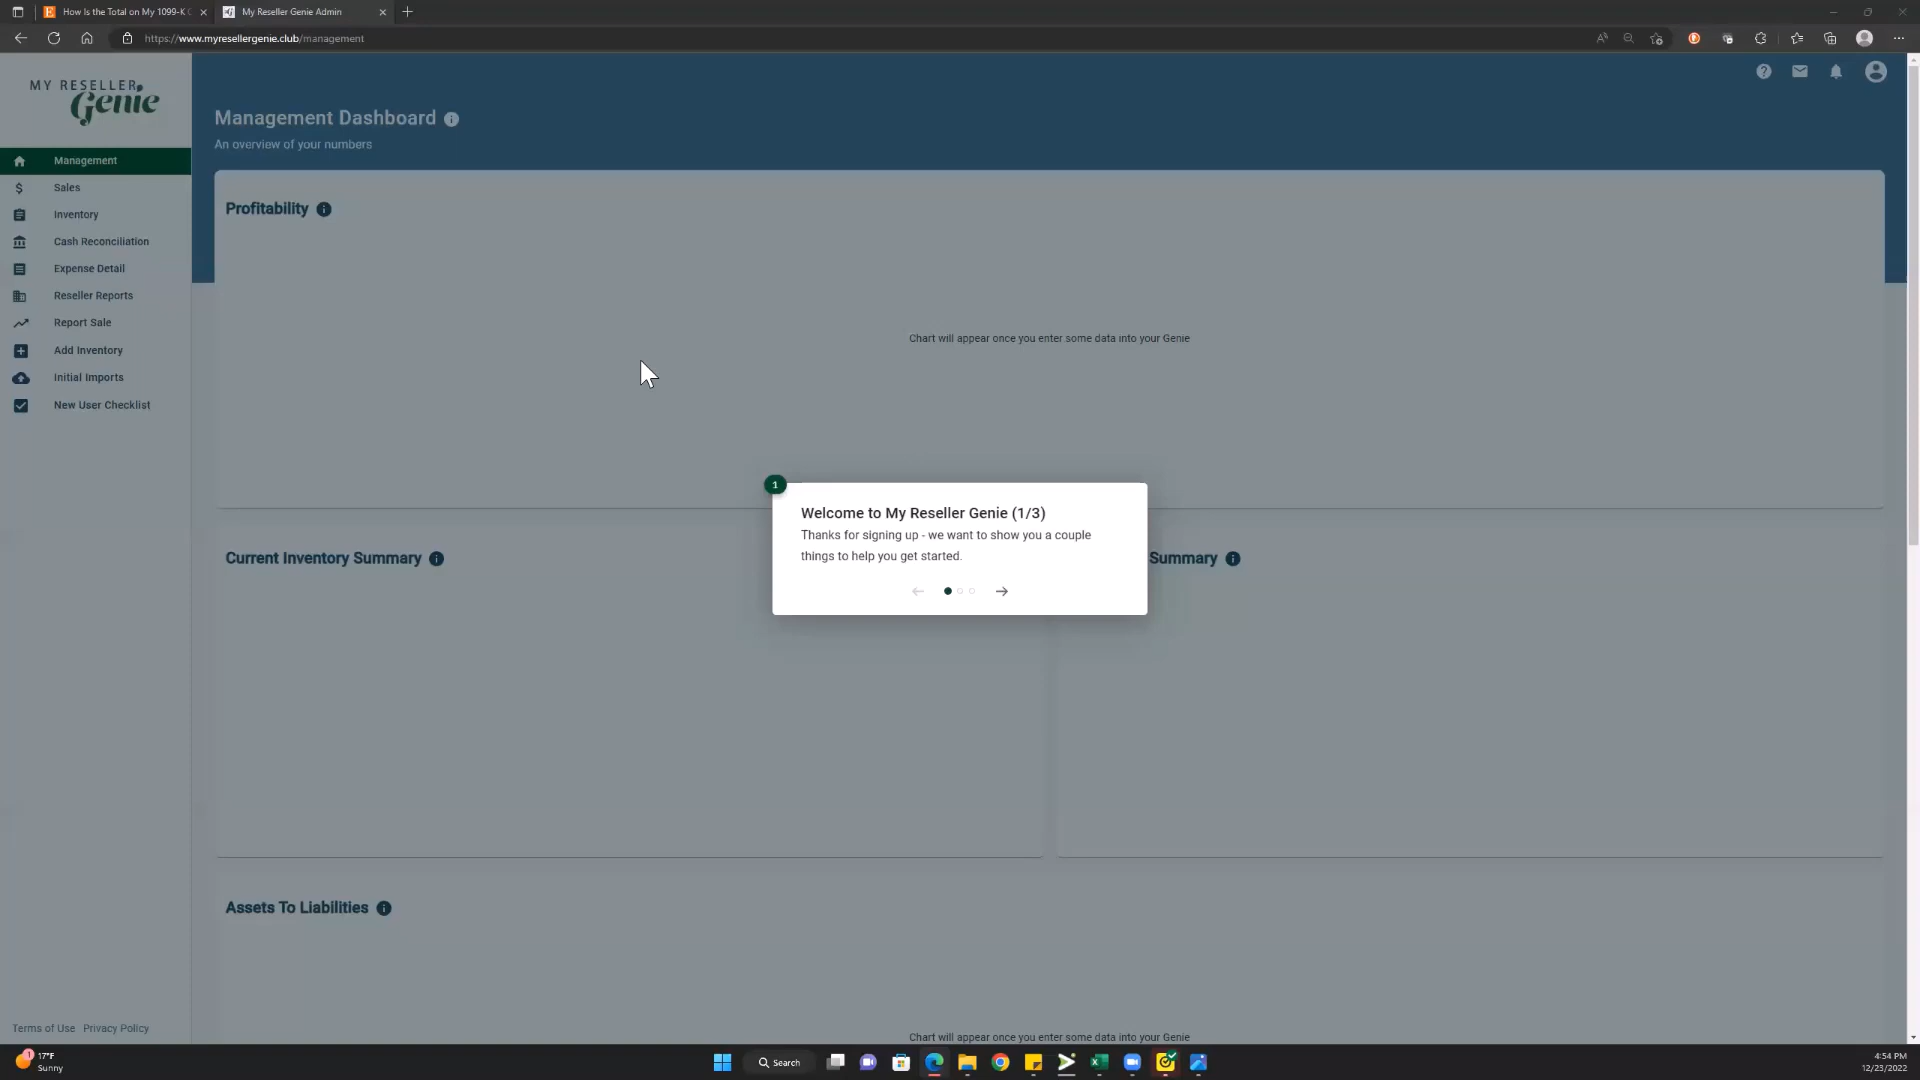 How Is the Total on My 1099-K C
My Reseller Genie Admin
https://www.myresellergenie.club/management
MY RESELLER
Genie
Management
Sales
Inventory
Cash Reconciliation
Expense Detail
Reseller Reports
Report Sale
Add Inventory
Initial Imports
New User Checklist
Management Dashboard
An overview of your numbers
Profitability
Chart will appear once you enter some data into your Genie
1
Welcome to My Reseller Genie (1/3)
Thanks for signing up - we want to show you a couple
things to help you get started.
Current Inventory Summary
Summary
Assets To Liabilities
Chart will appear once you enter some data into your Genie
Terms of Use Privacy Policy
1
17°F
Sunny
Search
4:54 PM
12/23/2022